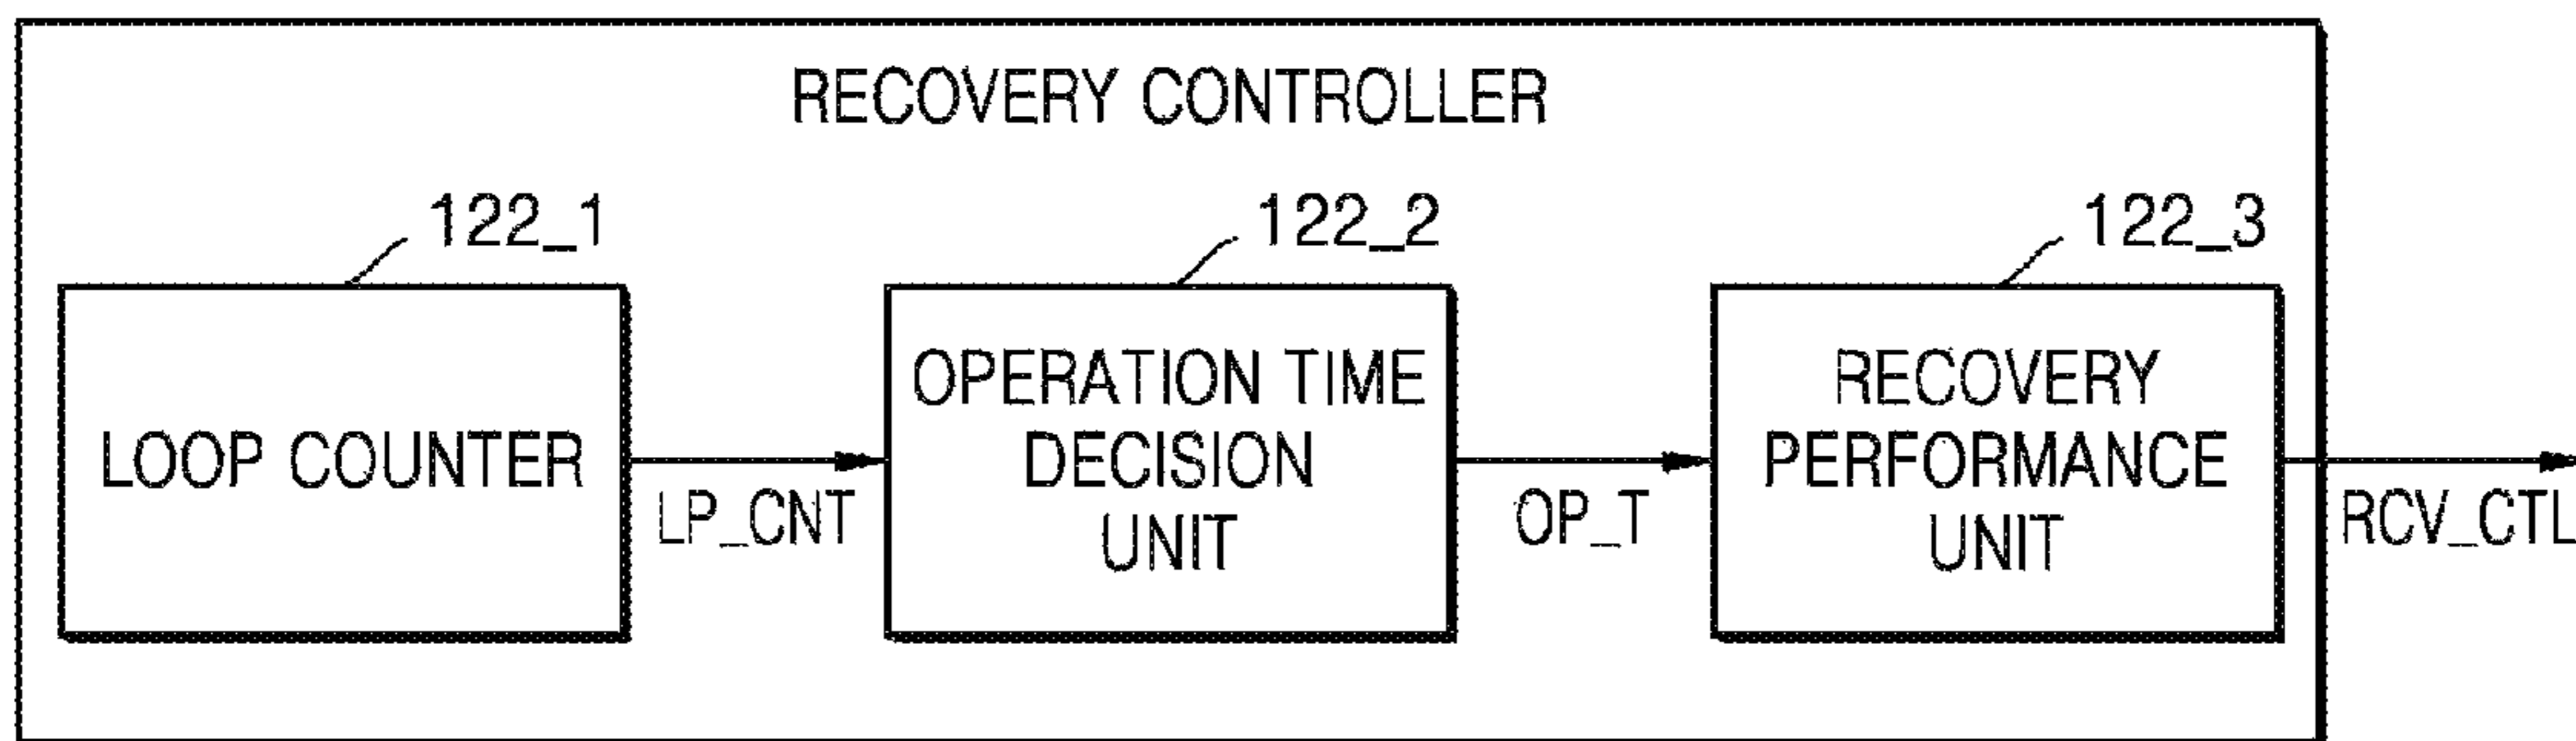 RECOVERY CONTROLLER
122_1
122_2
122_3
LOOP COUNTER
LP_CNT
OPERATION TIME
DECISION
UNIT
OP_T
RECOVERY
PERFORMANCE
UNIT
RCV_CTL